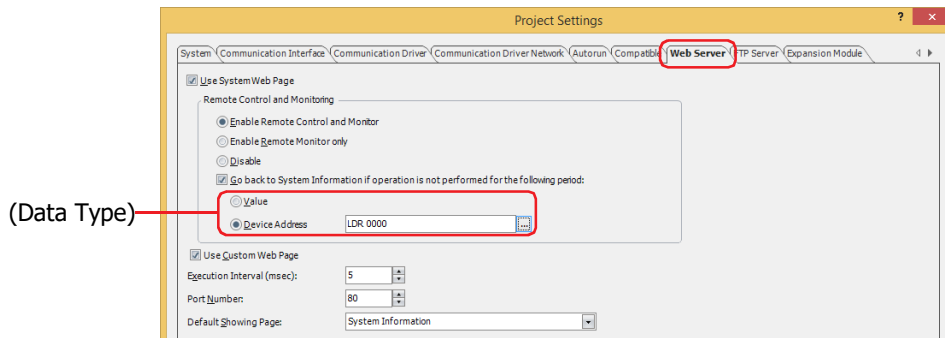 Project Settings
? ×
System Communication Interface Communication Driver Communication Driver Network Autorun Compatible Web Server FTP Server Expansion Module
Use System Web Page
Remote Control and Monitoring
Enable Remote Control and Monitor
Enable Remote Monitor only
Disable
Go back to System Information if operation is not performed for the following period:
Value
(Data Type)
Device Address LDR 0000 ...
Use Custom Web Page
Execution Interval (msec): 5
Port Number: 80
Default Showing Page: System Information